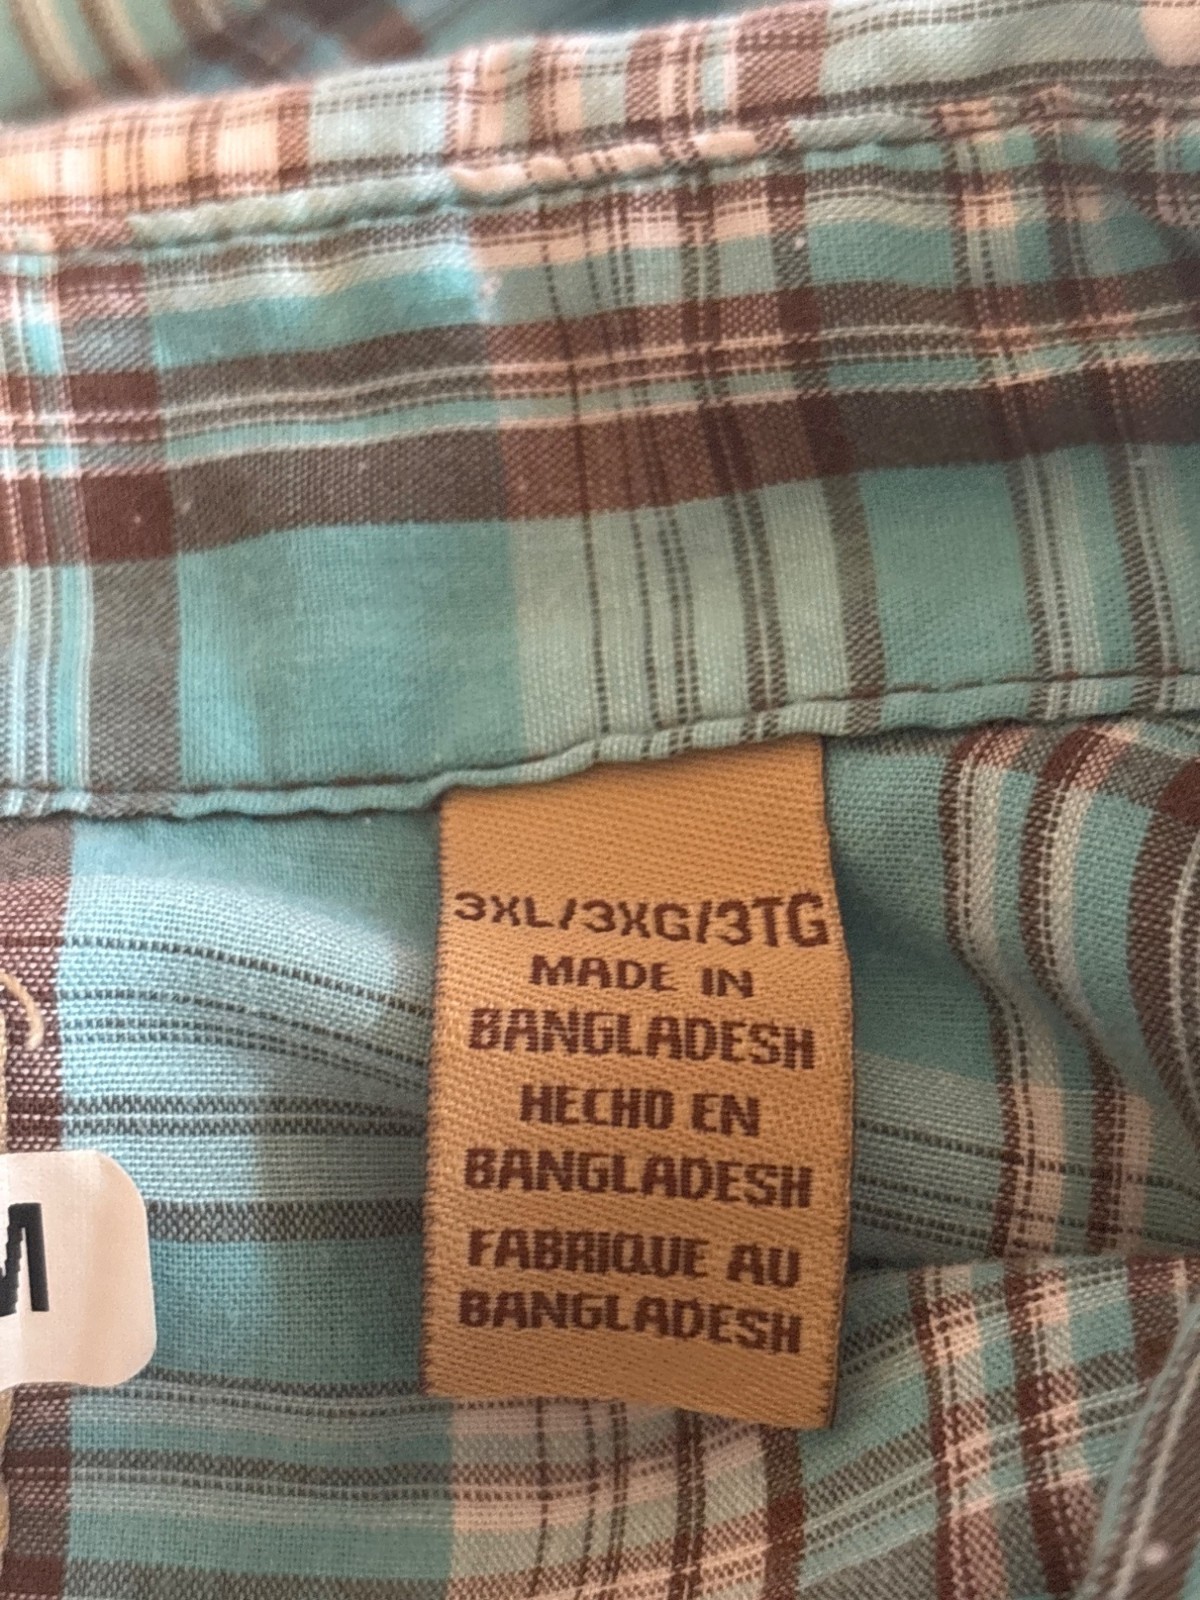 3XL/3XG/3TG
MADE IN
BANGLADESH
HECHO EN
BANGLADESH
FABRIQUE AU
BANGLADESH
M